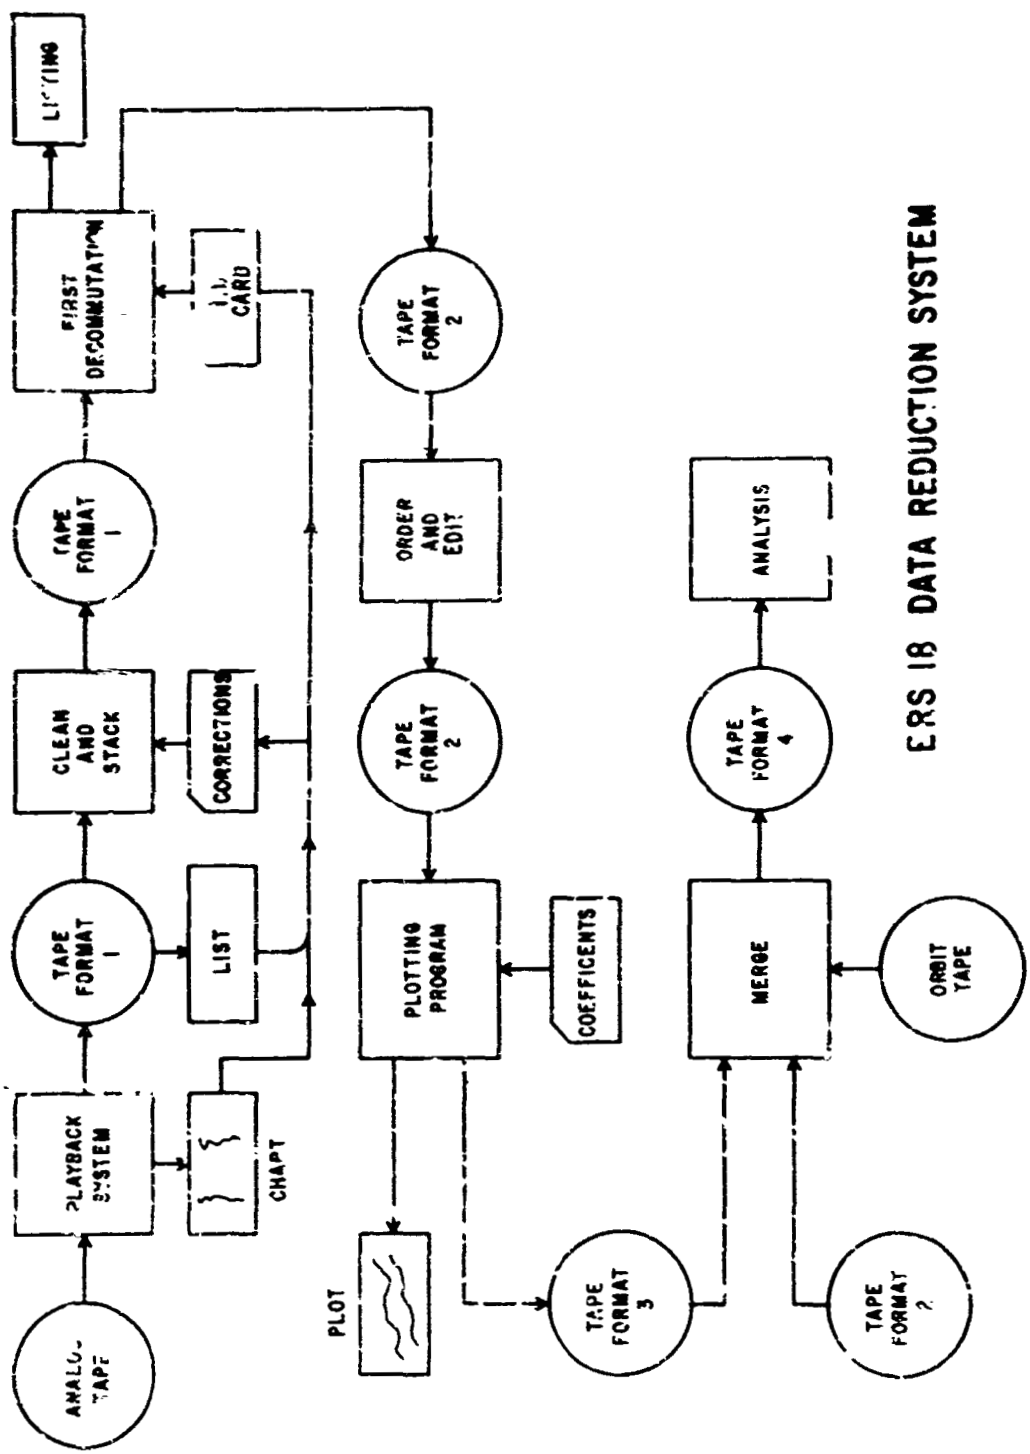 ANALOG
TAPE
PLAYBACK
SYSTEM
CHART
TAPE
FORMAT
1
LIST
CLEAN
AND
STACK
CORRECTIONS
TAPE
FORMAT
1
FIRST
DECOMMUTATION
CARD
LISTING
TAPE
FORMAT
2
ORDER
AND
EDIT
TAPE
FORMAT
2
PLOTTING
PROGRAM
COEFFICENTS
PLOT
TAPE
FORMAT
3
TAPE
FORMAT
2
MERGE
ORBIT
TAPE
TAPE
FORMAT
4
ANALYSIS
ERS 18 DATA REDUCTION SYSTEM